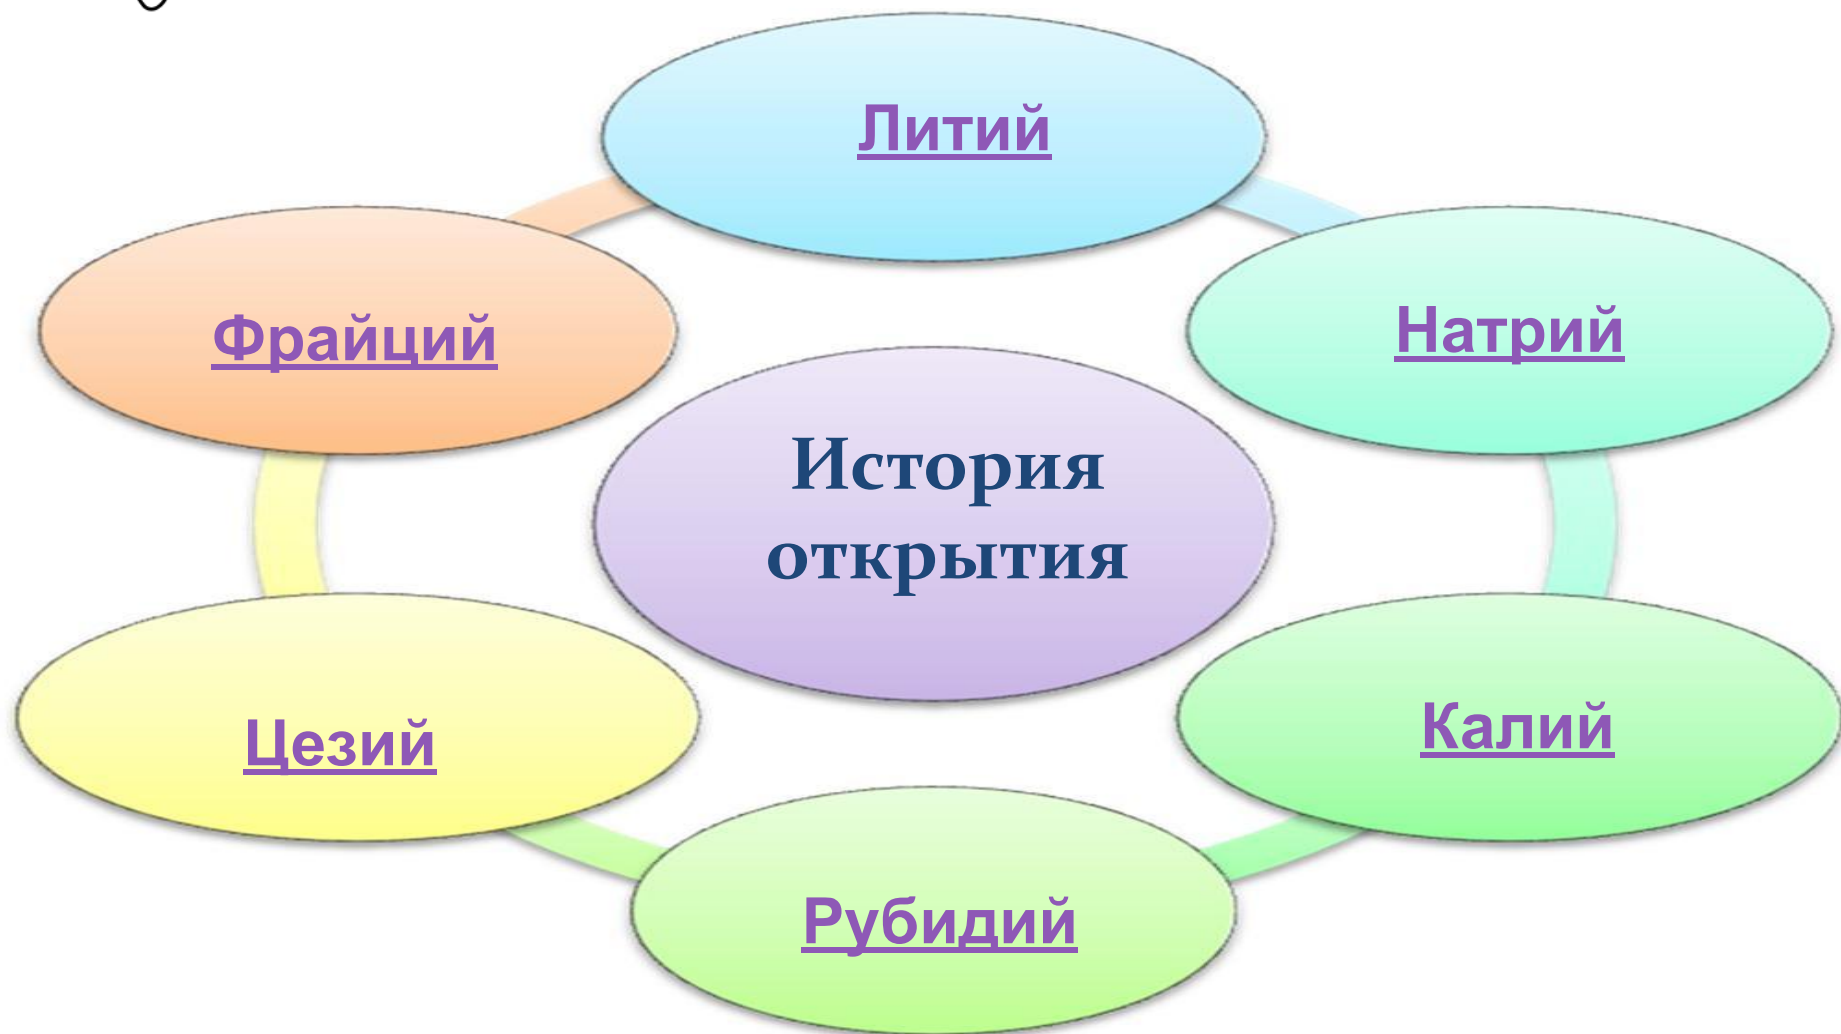 Литий
Натрий
Фрайций
История
открытия
Калий
Цезий
Рубидий